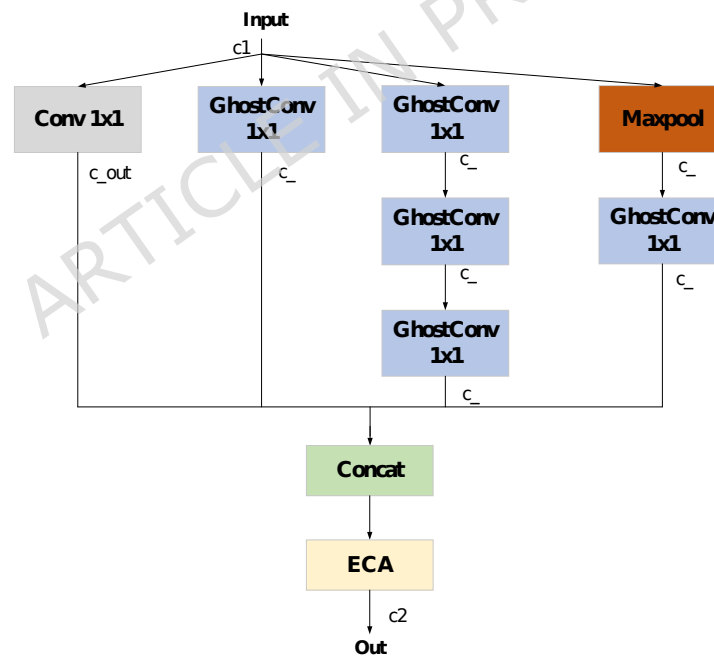 Input
c1
Conv 1x1
GhostConv
1x1
GhostConv
1x1
Maxpool
c_out
c_
c_
c_
GhostConv
1x1
GhostConv
1x1
c_
c_
GhostConv
1x1
c_
Concat
ECA
c2
Out
ARTICLE IN PR